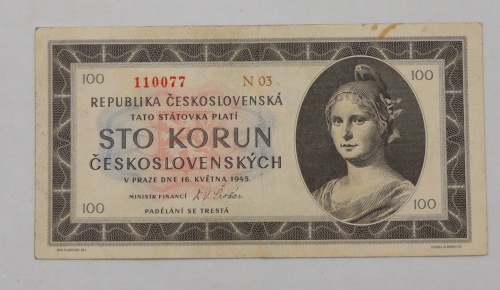 100
110077 N 03
100
REPUBLIKA ČESKOSLOVENSKÁ
TATO STÁTOVKA PLATÍ
STO KORUN
ČESKOSLOVENSKÝCH
V PRAZE DNE 16. KVĚTNA 1945.
MINISTR FINANCÍ
100
PADĚLÁNÍ SE TRESTÁ
100